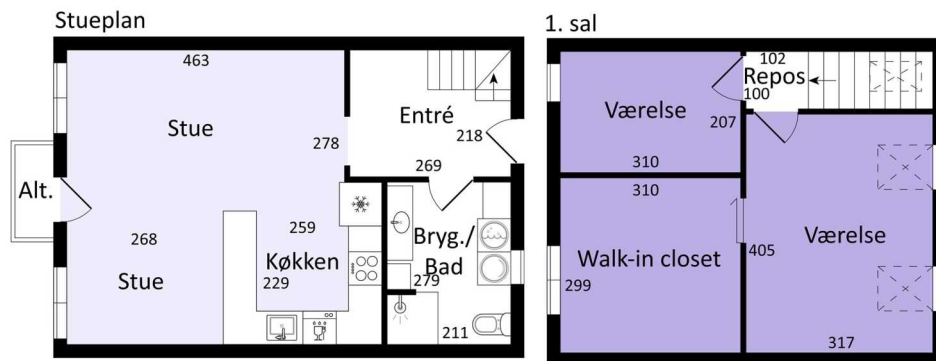 Stueplan
463
Stue
278
Entré
218
269
Alt.
268
Stue
259
Køkken
229
Bryg./
Bad
279
211
1. sal
102
Repos
100
Værelse
207
310
310
Walk-in closet
299
405
Værelse
317